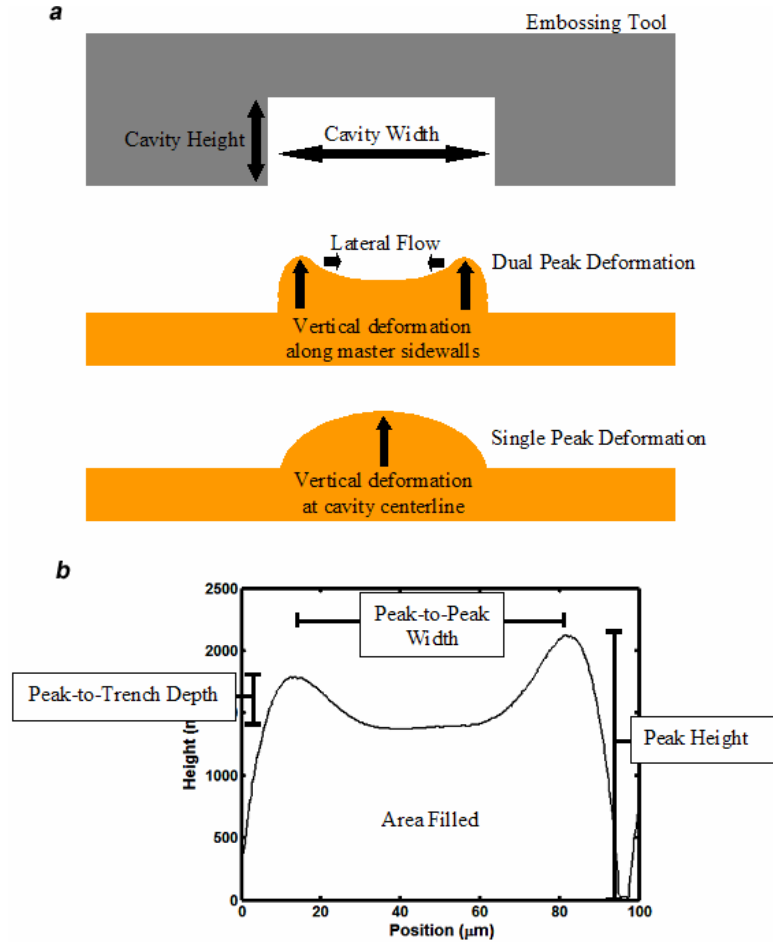 a
Embossing Tool
Cavity Height
Cavity Width
Lateral Flow
Dual Peak Deformation
Vertical deformation
along master sidewalls
Single Peak Deformation
Vertical deformation
at cavity centerline
b
2500
2000
1000
500
0
Peak-to-Peak
Width
Peak-to-Trench Depth
Peak Height
Area Filled
Height (n
0 20 40 60 80 100
Position (μm)